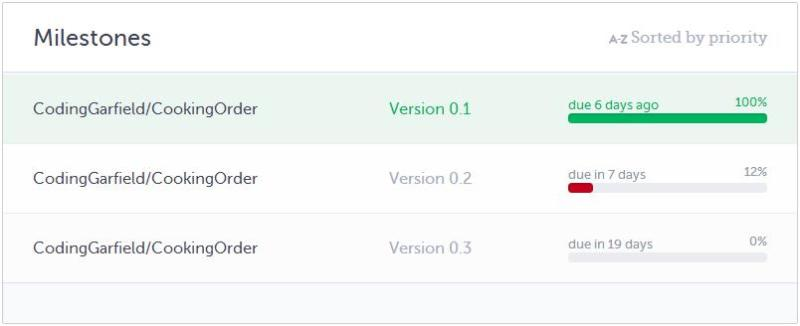 Milestones
A-Z Sorted by priority
CodingGarfield/CookingOrder Version 0.1 due 6 days ago 100%
CodingGarfield/CookingOrder Version 0.2 due in 7 days 12%
CodingGarfield/CookingOrder Version 0.3 due in 19 days 0%